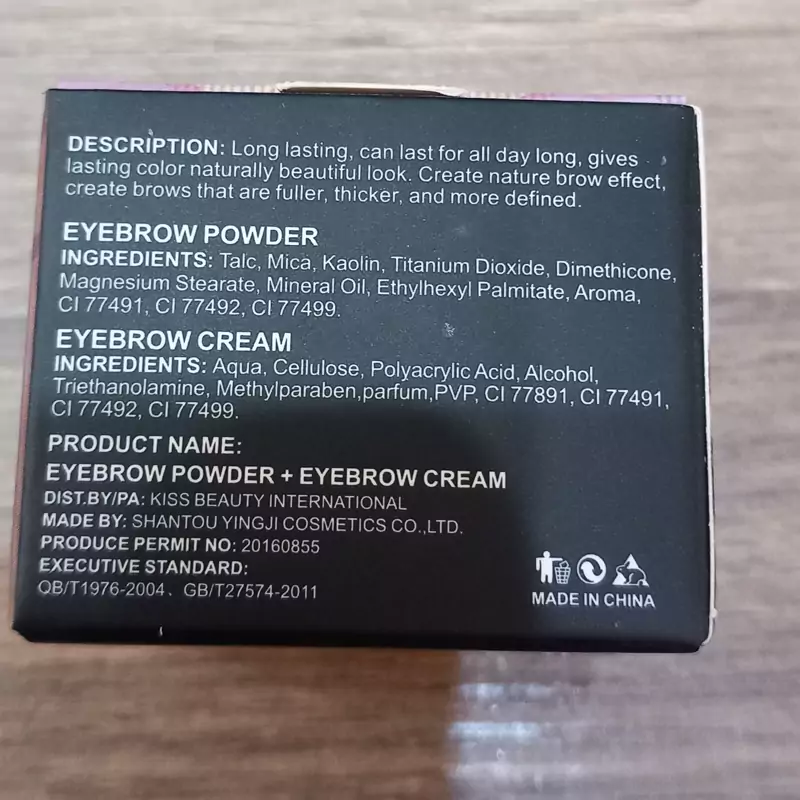 DESCRIPTION: Long lasting, can last for all day long, gives
lasting color naturally beautiful look. Create nature brow effect,
create brows that are fuller, thicker, and more defined.
EYEBROW POWDER
INGREDIENTS: Talc, Mica, Kaolin, Titanium Dioxide, Dimethicone,
Magnesium Stearate, Mineral Oil, Ethylhexyl Palmitate, Aroma,
CI 77491, CI 77492, CI 77499.
EYEBROW CREAM
INGREDIENTS: Aqua, Cellulose, Polyacrylic Acid, Alcohol,
Triethanolamine, Methylparaben,parfum,PVP, CI 77891, CI 77491,
CI 77492, CI 77499.
PRODUCT NAME:
EYEBROW POWDER + EYEBROW CREAM
DIST.BY/PA: KISS BEAUTY INTERNATIONAL
MADE BY: SHANTOU YINGJI COSMETICS CO.,LTD.
PRODUCE PERMIT NO: 20160855
EXECUTIVE STANDARD:
QB/T1976-2004、GB/T27574-2011
MADE IN CHINA